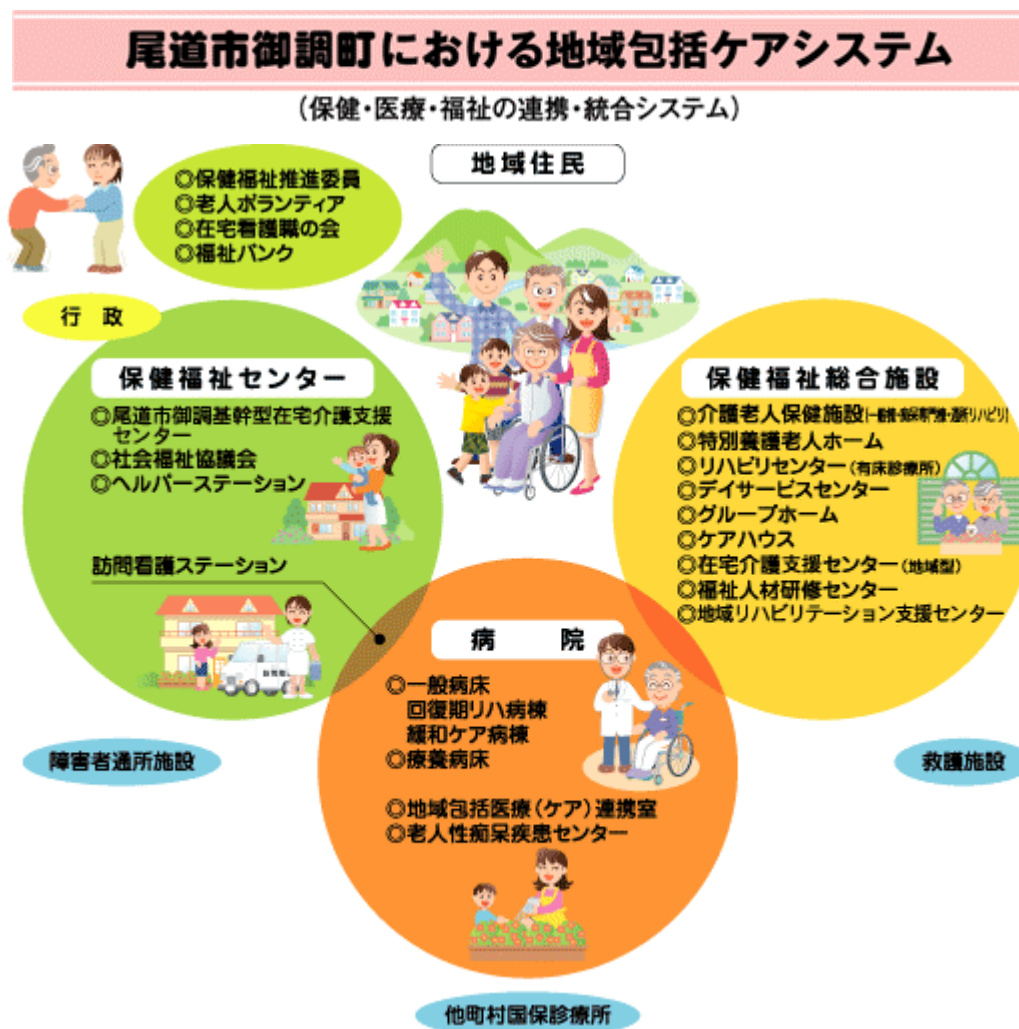 尾道市御調町における地域包括ケアシステム
(保健・医療・福祉の連携・統合システム)
地域住民
◎保健福祉推進委員
◎老人ボランティア
◎在宅看護職の会
◎福祉バンク
行 政
保健福祉センター
◎尾道市御調基幹型在宅介護支援
センター
◎社会福祉協議会
◎ヘルパーステーション
訪問看護ステーション
保健福祉総合施設
◎介護老人保健施設
◎特別養護老人ホーム
◎リハビリセンター(有床診療所)
◎デイサービスセンター
◎グループホーム
◎ケアハウス
◎在宅介護支援センター(地域型)
◎福祉人材研修センター
◎地域リハビリテーション支援センター
病 院
◎一般病床
回復期リハ病棟
緩和ケア病棟
◎療養病床
◎地域包括医療(ケア)連携室
◎老人性痴呆疾患センター
障害者通所施設
救護施設
他町村国保診療所